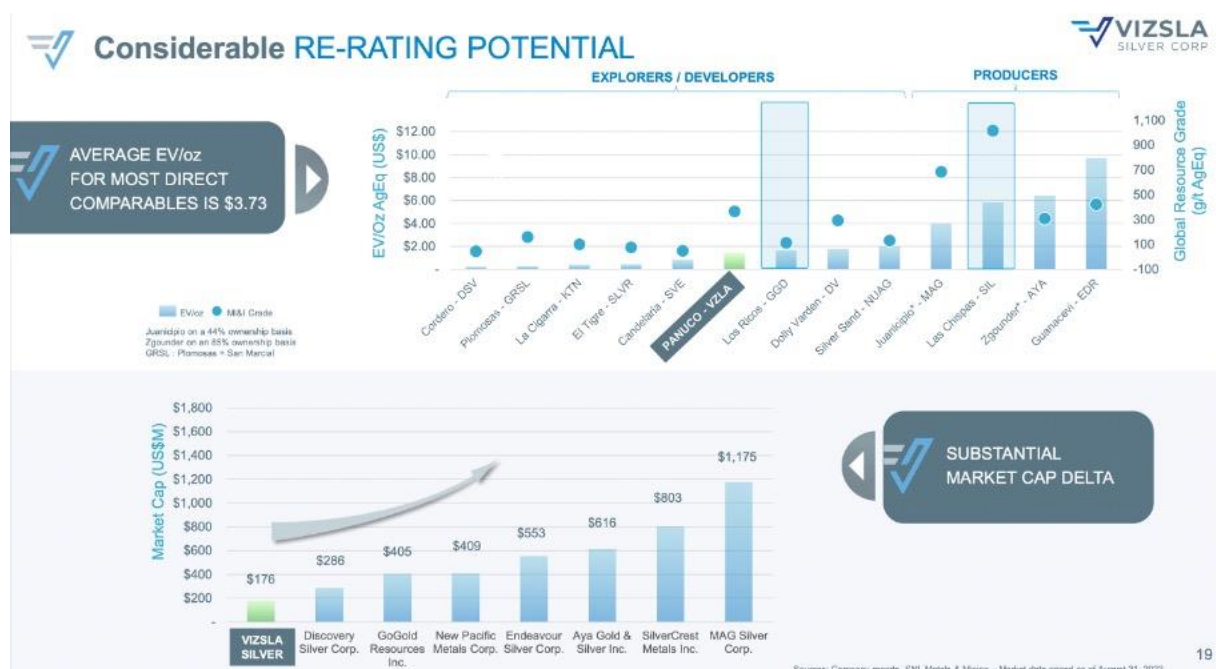 Considerable RE-RATING POTENTIAL
VIZSLA
SILVER CORP
AVERAGE EV/oz
FOR MOST DIRECT
COMPARABLES IS $3.73
EXPLORERS / DEVELOPERS
PRODUCERS
EV/Oz AgEq (US$)
$12.00
$10.00
$8.00
$6.00
$4.00
$2.00
-
1,100
900
700
500
300
100
-100
Global Resource Grade
(g/t AgEq)
Cordero - DSV
Plomosas - GRSL
La Cigarra - KTN
El Tigre - SLVR
Candelaria - SVE
PANUCO - VZLA
Los Ricos - GGD
Dolly Varden - DV
Silver Sand - NUAG
Juanicipio* - MAG
Las Chispas - SIL
Zgounder* - AYA
Guanacevi - EDR
EV/oz
M&I Grade
Juanicipio on a 44% ownership basis
Zgounder on an 85% ownership basis
GRSL : Plomosas + San Marcial
Market Cap (US$M)
$1,800
$1,600
$1,400
$1,200
$1,000
$800
$600
$400
$200
-
$176
$286
$405
$409
$553
$616
$803
$1,175
VIZSLA
SILVER
Discovery
Silver Corp.
GoGold
Resources
Inc.
New Pacific
Metals Corp.
Endeavour
Silver Corp.
Aya Gold &
Silver Inc.
SilverCrest
Metals Inc.
MAG Silver
Corp.
SUBSTANTIAL
MARKET CAP DELTA
19